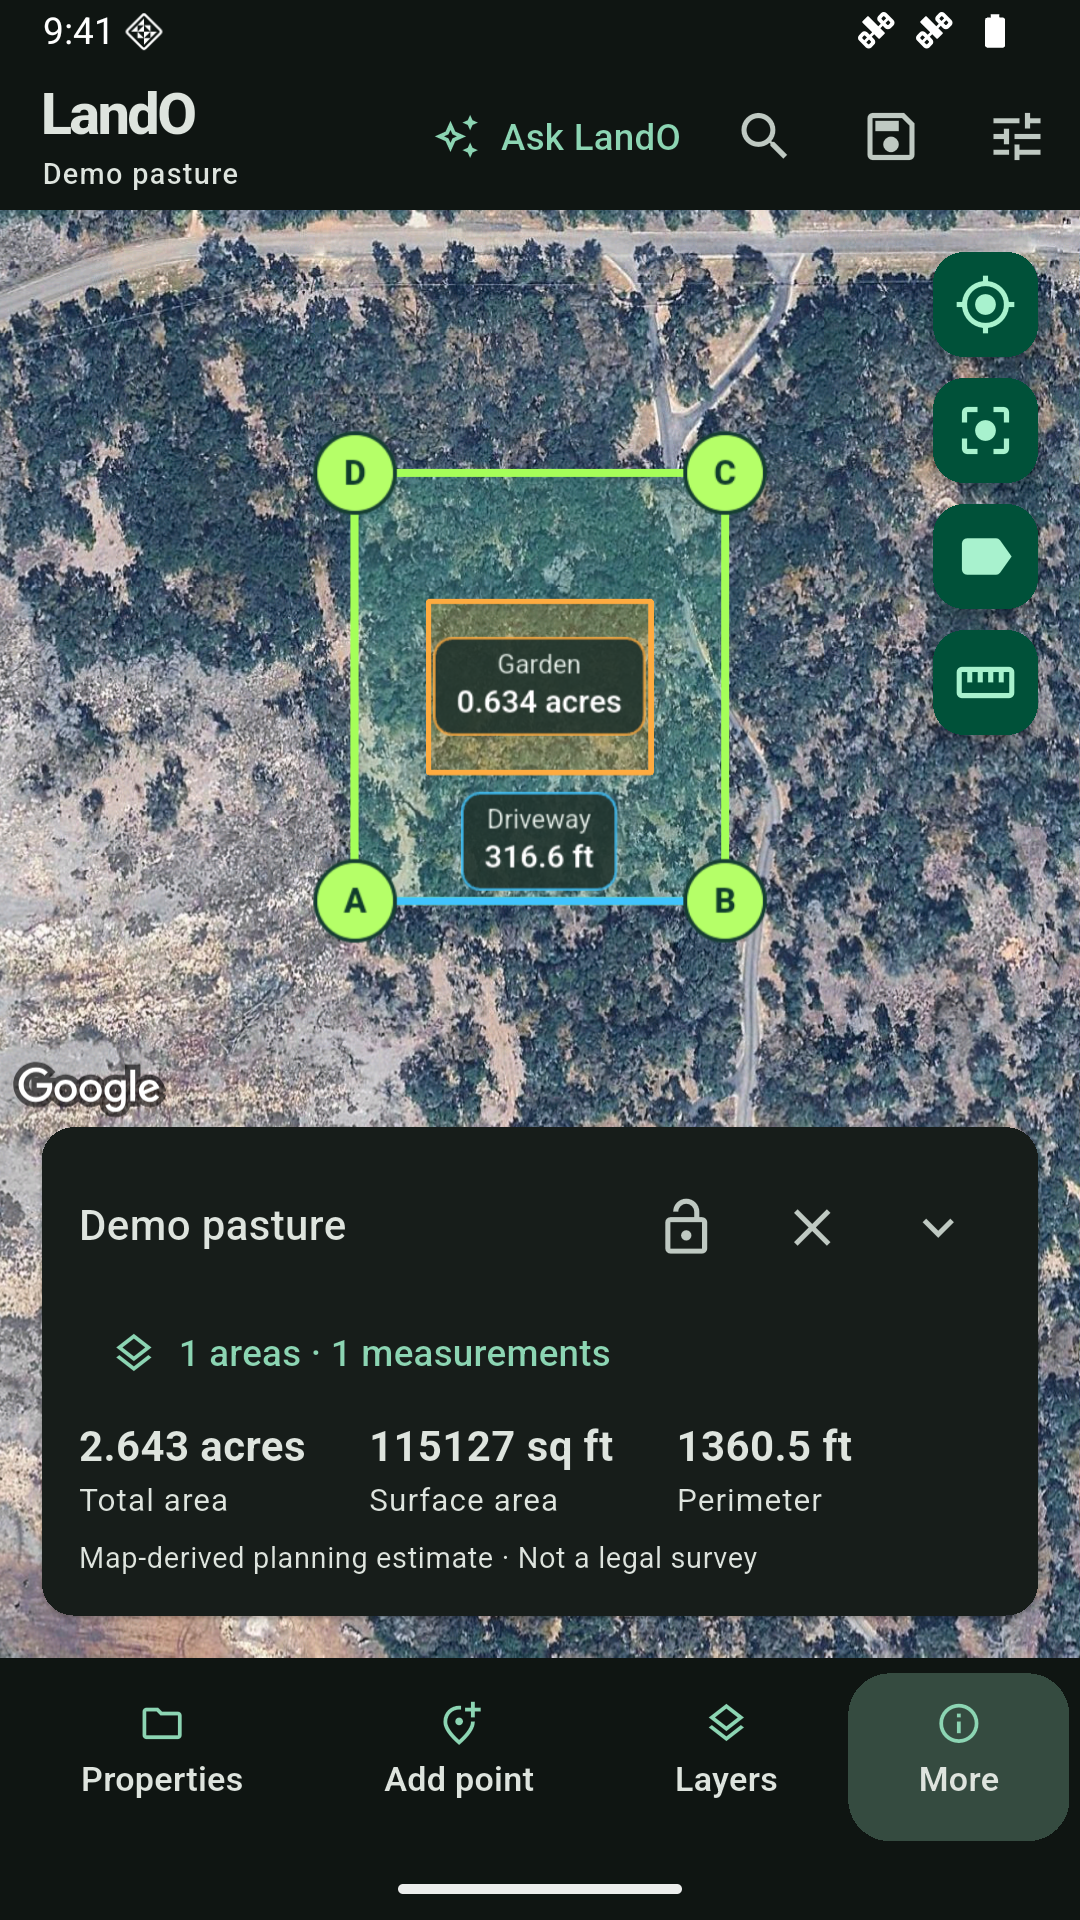 9:41
LandO
Demo pasture
Ask LandO
D
C
Garden
0.634 acres
Driveway
316.6 ft
A
B
Google
Demo pasture
1 areas · 1 measurements
2.643 acres
Total area
115127 sq ft
Surface area
1360.5 ft
Perimeter
Map-derived planning estimate · Not a legal survey
Properties
Add point
Layers
More